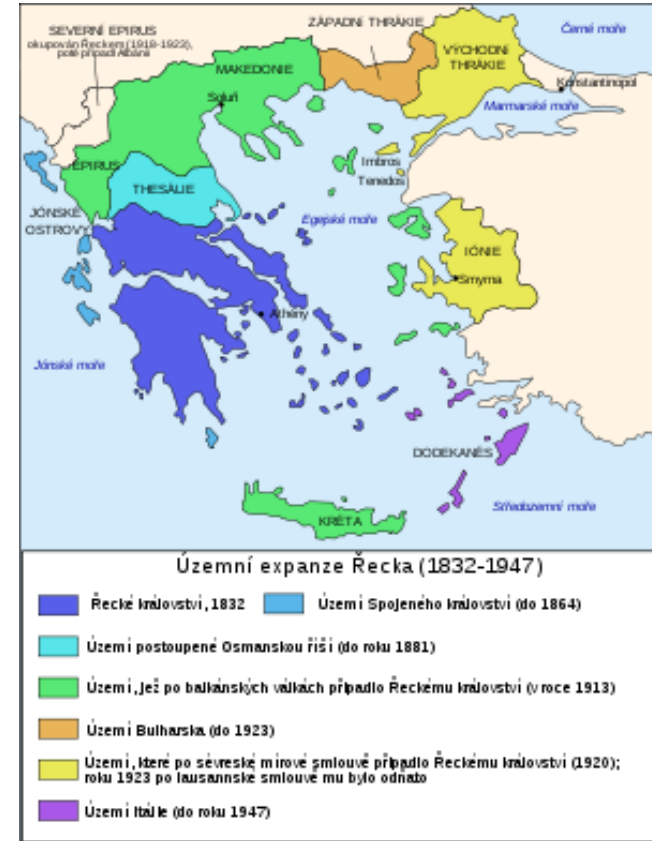 SEVERNÍ EPIRUS
okupován Řeckem (1918-1923),
poté připadl Albánii
ZÁPADNÍ THRÁKIE
Černé moře
VÝCHODNÍ
THRÁKIE
MAKEDONIE
Konstantinopol
Soluň
Marmarské moře
EPIRUS
Imbros
Tenedos
THESÁLIE
JÓNSKÉ
OSTROVY
Egejské moře
IÓNIE
Smyrna
Athény
Jónské moře
DODEKANÉS
Středozemní moře
KRÉTA
Územní expanze Řecka (1832-1947)
Řecké království, 1832
Území Spojeného království (do 1864)
Území postoupené Osmanskou říší (do roku 1881)
Území, jež po balkánských válkách připadlo Řeckému království (v roce 1913)
Území Bulharska (do 1923)
Území, které po sèvreské mírové smlouvě připadlo Řeckému království (1920);
roku 1923 po lausannské smlouvě mu bylo odňato
Území Itálie (do roku 1947)